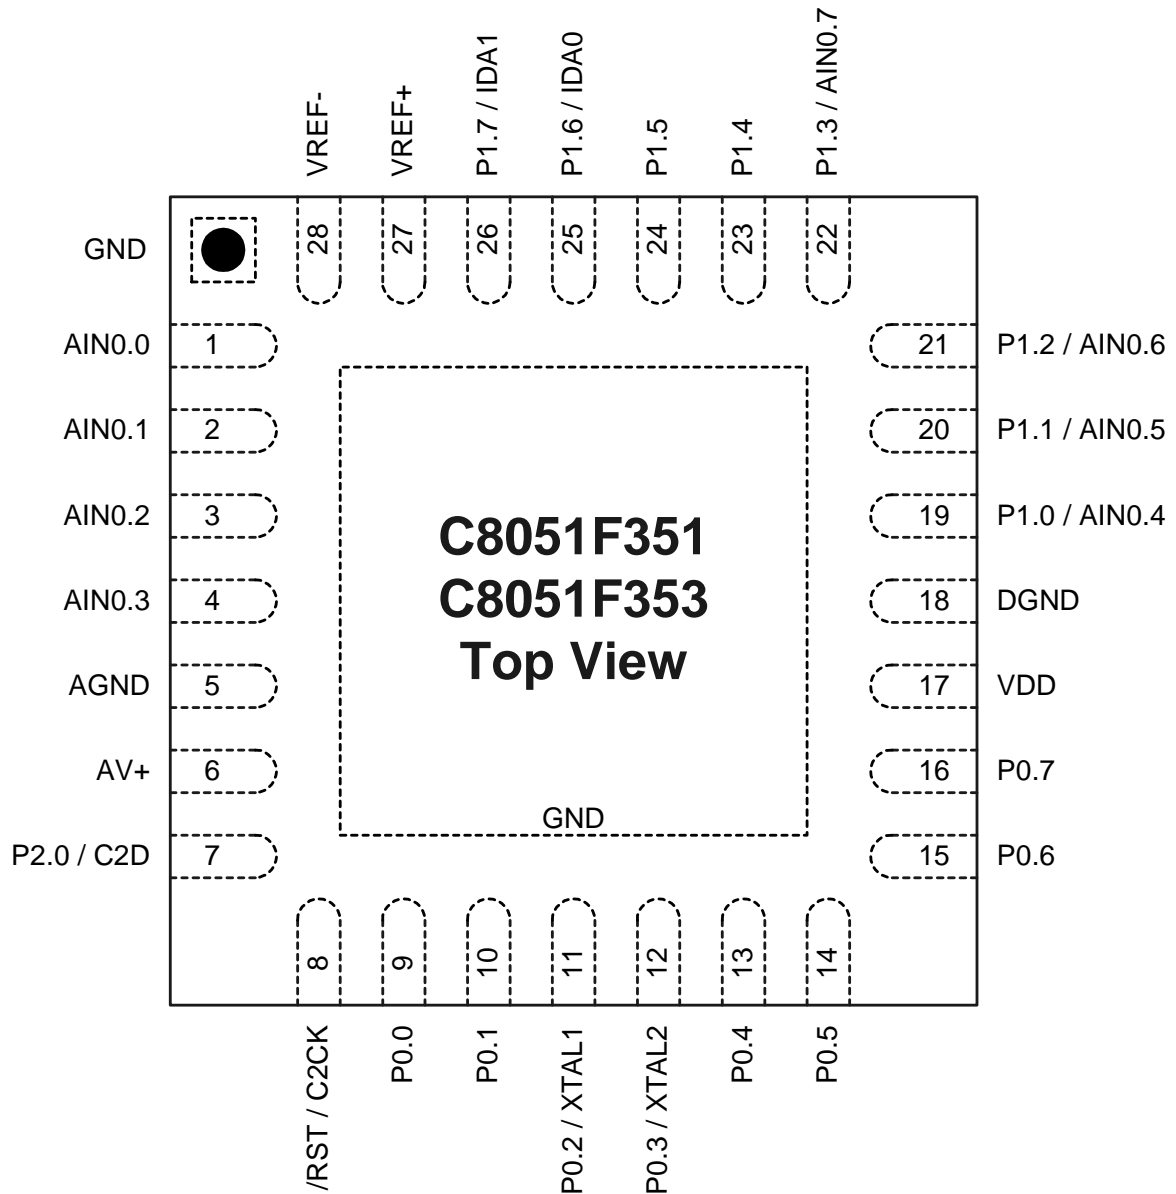 VREF-
VREF+
P1.7 / IDA1
P1.6 / IDA0
P1.5
P1.4
P1.3 / AIN0.7
28
27
26
25
24
23
22
GND
AIN0.0
1
AIN0.1
2
AIN0.2
3
AIN0.3
4
AGND
5
AV+
6
P2.0 / C2D
7
C8051F351
C8051F353
Top View
GND
21
P1.2 / AIN0.6
20
P1.1 / AIN0.5
19
P1.0 / AIN0.4
18
DGND
17
VDD
16
P0.7
15
P0.6
8
9
10
11
12
13
14
/RST / C2CK
P0.0
P0.1
P0.2 / XTAL1
P0.3 / XTAL2
P0.4
P0.5